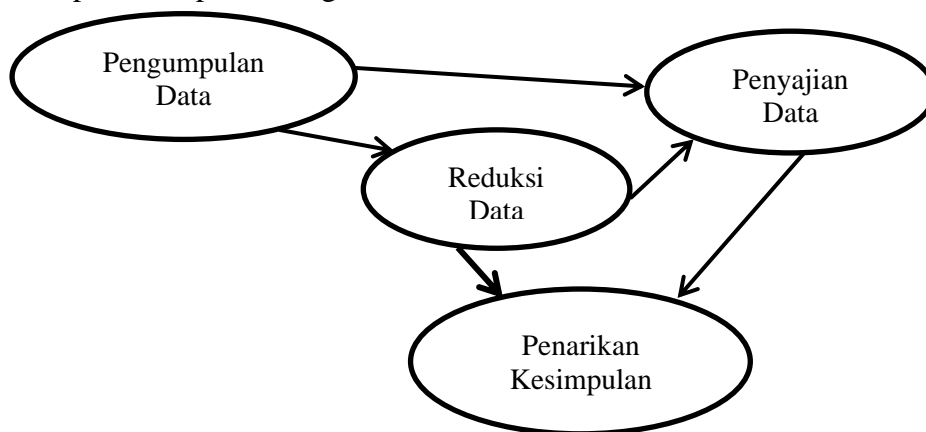 Pengumpulan
Data
Penyajian
Data
Reduksi
Data
Penarikan
Kesimpulan